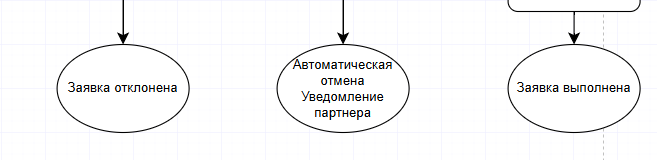 Заявка отклонена
Автоматическая
отмена
Уведомление
партнера
Заявка выполнена